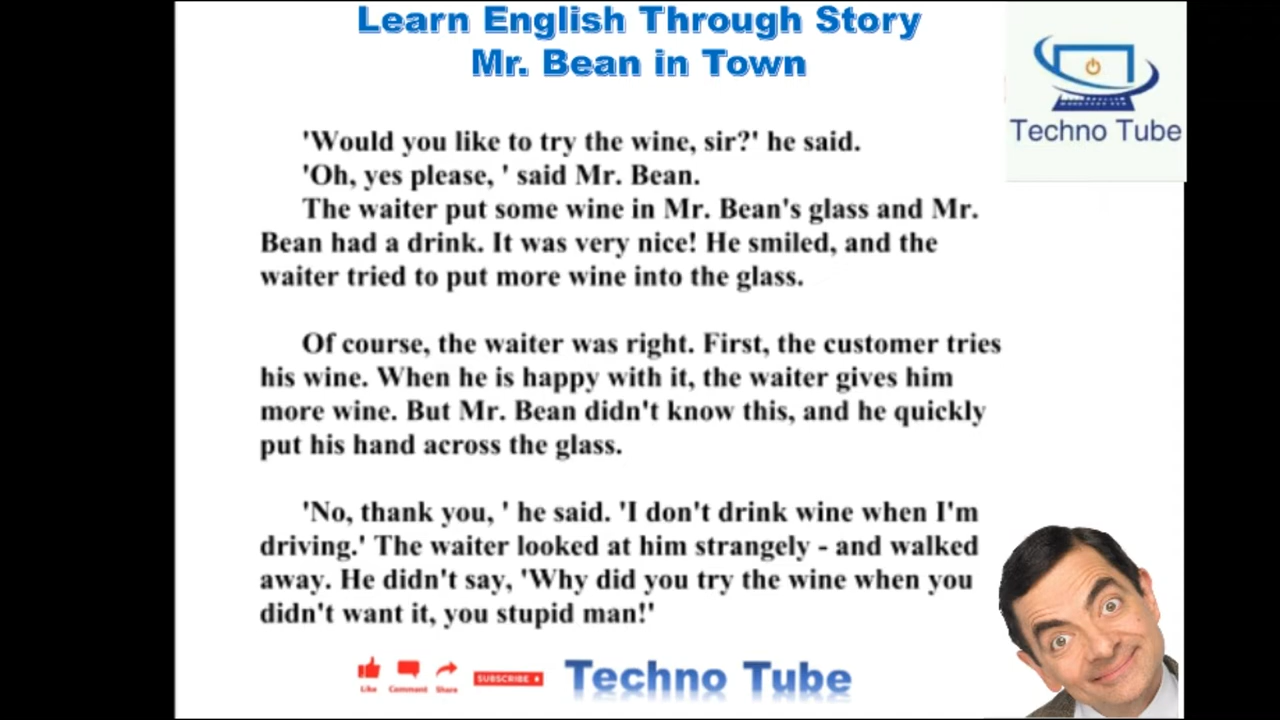 Learn English Through Story
Mr. Bean in Town
Techno Tube
'Would you like to try the wine, sir?' he said.
'Oh, yes please, ' said Mr. Bean.
The waiter put some wine in Mr. Bean's glass and Mr.
Bean had a drink. It was very nice! He smiled, and the
waiter tried to put more wine into the glass.
Of course, the waiter was right. First, the customer tries
his wine. When he is happy with it, the waiter gives him
more wine. But Mr. Bean didn't know this, and he quickly
put his hand across the glass.
'No, thank you, ' he said. 'I don't drink wine when I'm
driving.' The waiter looked at him strangely - and walked
away. He didn't say, 'Why did you try the wine when you
didn't want it, you stupid man!'
Like Comment Share SUBSCRIBE Techno Tube